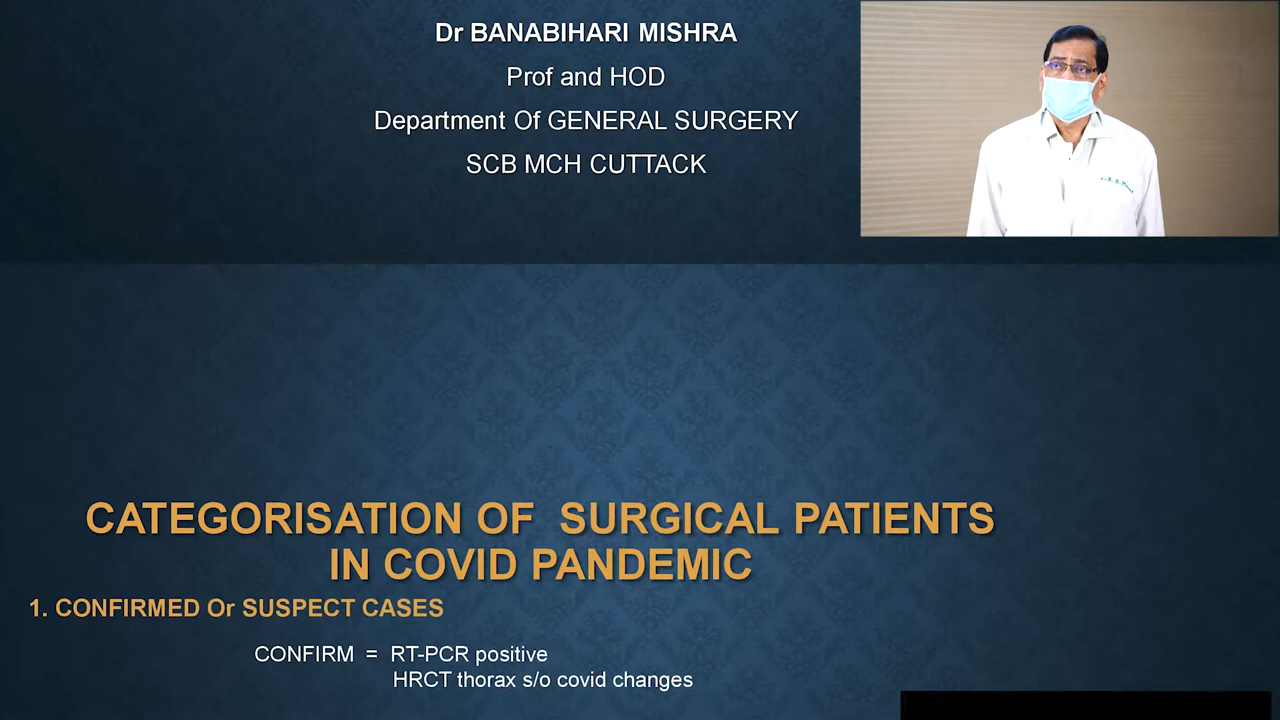 Dr BANABIHARI MISHRA
Prof and HOD
Department Of GENERAL SURGERY
SCB MCH CUTTACK
CATEGORISATION OF SURGICAL PATIENTS
IN COVID PANDEMIC
1. CONFIRMED Or SUSPECT CASES
CONFIRM = RT-PCR positive
HRCT thorax s/o covid changes